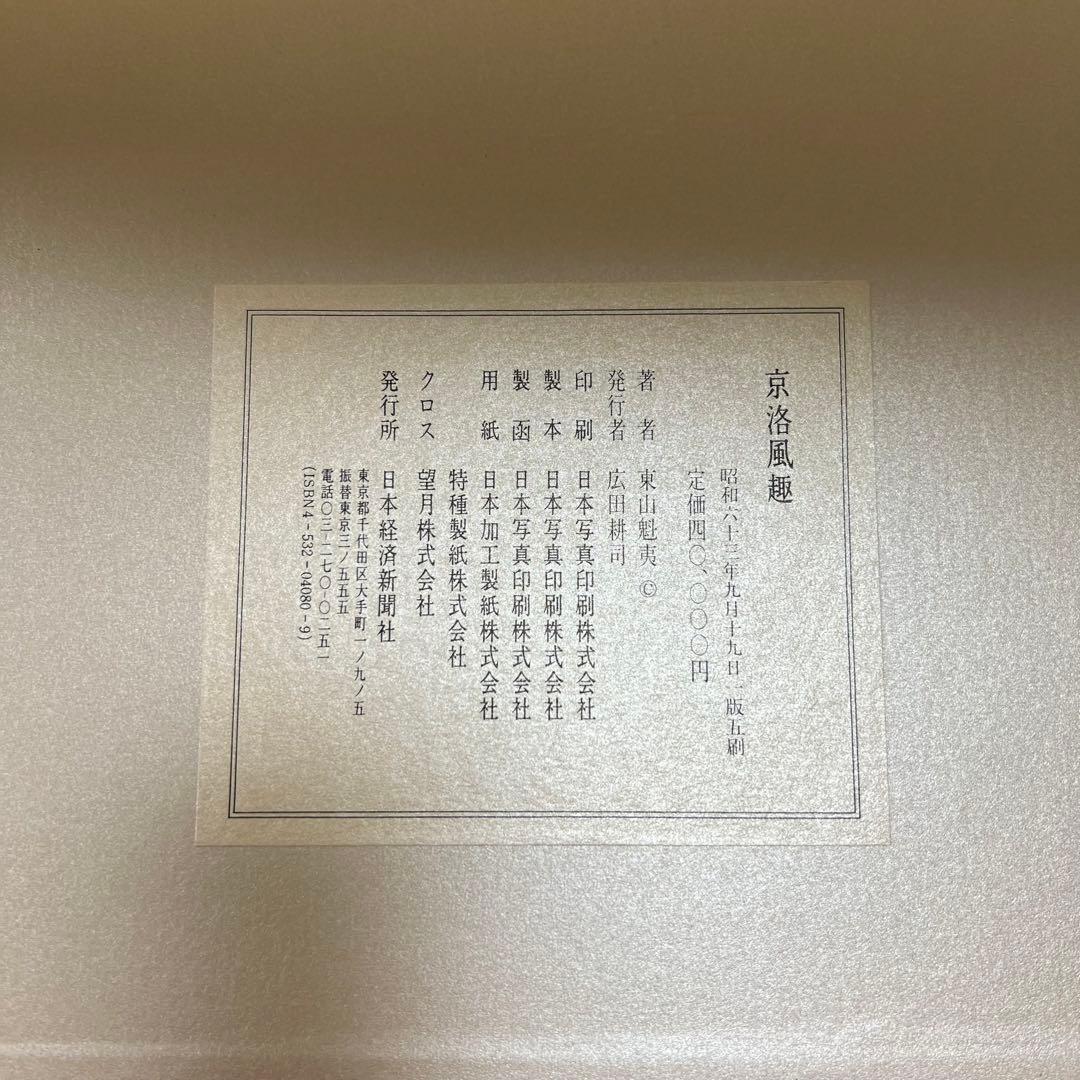 京洛風趣
昭和六十三年九月十九日一版五刷
定価四〇、〇〇〇円
著者 東山魁夷 ©
発行者 広田耕司
印刷 日本写真印刷株式会社
製本 日本写真印刷株式会社
製函 日本写真印刷株式会社
用紙 日本加工製紙株式会社
特種製紙株式会社
クロス 望月株式会社
発行所 日本経済新聞社
東京都千代田区大手町一ノ九ノ五
振替東京三ノ五五五
電話〇三-二七〇-〇二五一
(ISBN4-532-04080-9)